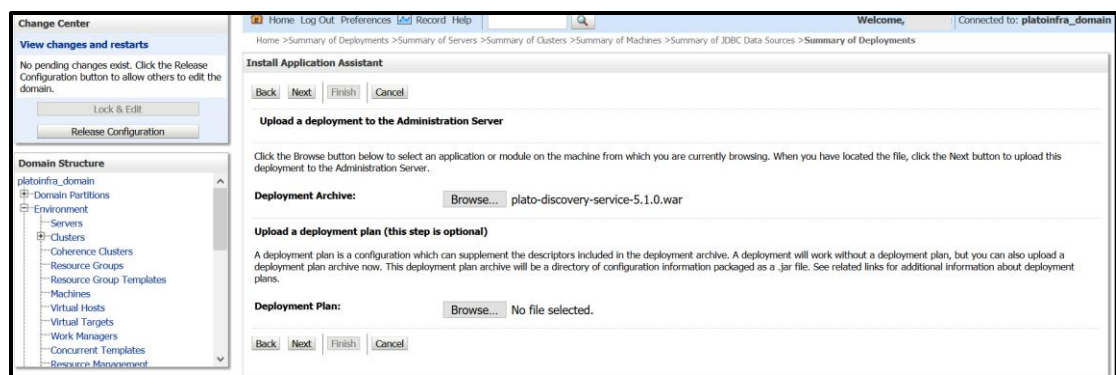 Change Center
View changes and restarts
No pending changes exist. Click the Release
Configuration button to allow others to edit the
domain.
Lock & Edit
Release Configuration
Domain Structure
platoinfra_domain
Domain Partitions
Environment
Servers
Clusters
Coherence Clusters
Resource Groups
Resource Group Templates
Machines
Virtual Hosts
Virtual Targets
Work Managers
Concurrent Templates
Resource Management
Home Log Out Preferences Record Help
Welcome, Connected to: platoinfra_domain
Home >Summary of Deployments >Summary of Servers >Summary of Clusters >Summary of Machines >Summary of JDBC Data Sources >Summary of Deployments
Install Application Assistant
Back Next Finish Cancel
Upload a deployment to the Administration Server
Click the Browse button below to select an application or module on the machine from which you are currently browsing. When you have located the file, click the Next button to upload this
deployment to the Administration Server.
Deployment Archive: Browse... plato-discovery-service-5.1.0.war
Upload a deployment plan (this step is optional)
A deployment plan is a configuration which can supplement the descriptors included in the deployment archive. A deployment will work without a deployment plan, but you can also upload a
deployment plan archive now. This deployment plan archive will be a directory of configuration information packaged as a .jar file. See related links for additional information about deployment
plans.
Deployment Plan: Browse... No file selected.
Back Next Finish Cancel